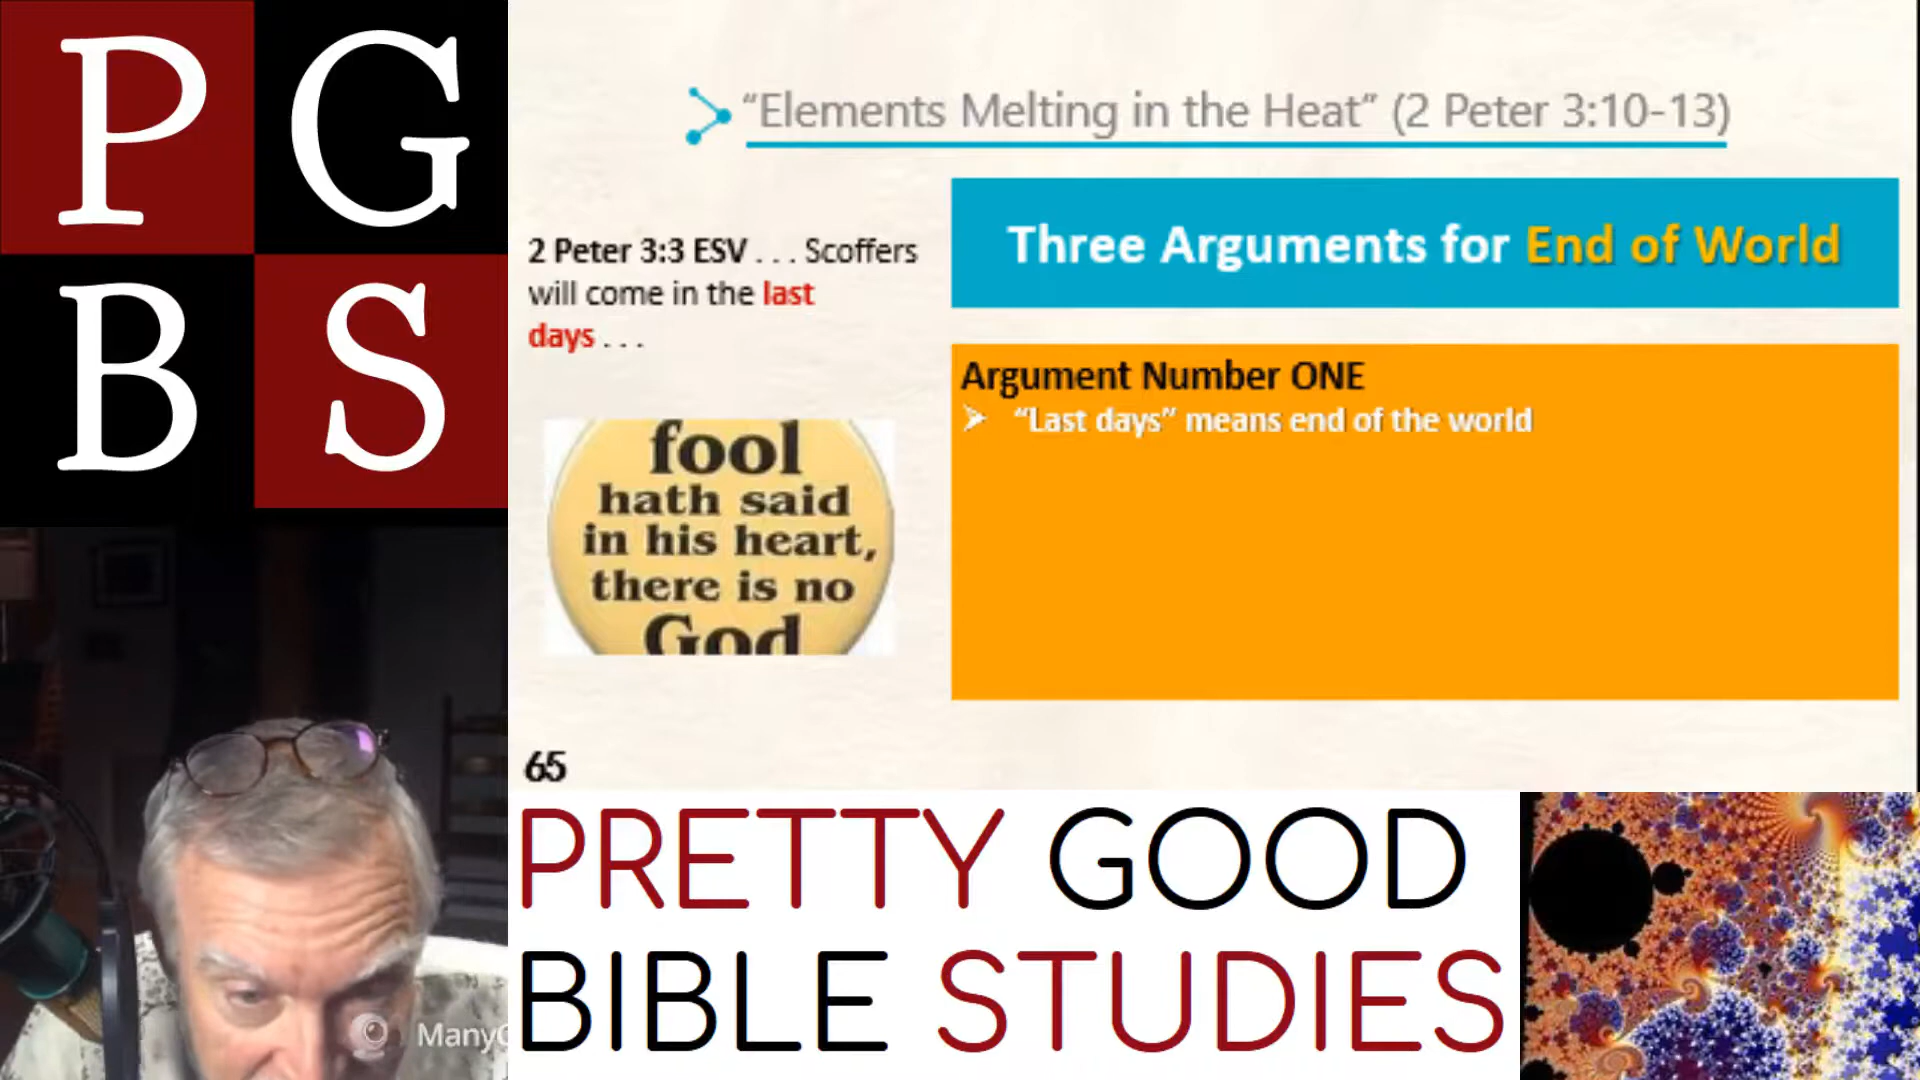 P G
B S
“Elements Melting in the Heat” (2 Peter 3:10-13)
2 Peter 3:3 ESV . . . Scoffers
will come in the last
days . . .
Three Arguments for End of World
Argument Number ONE
“Last days” means end of the world
fool
hath said
in his heart,
there is no
God
65
PRETTY GOOD
BIBLE STUDIES